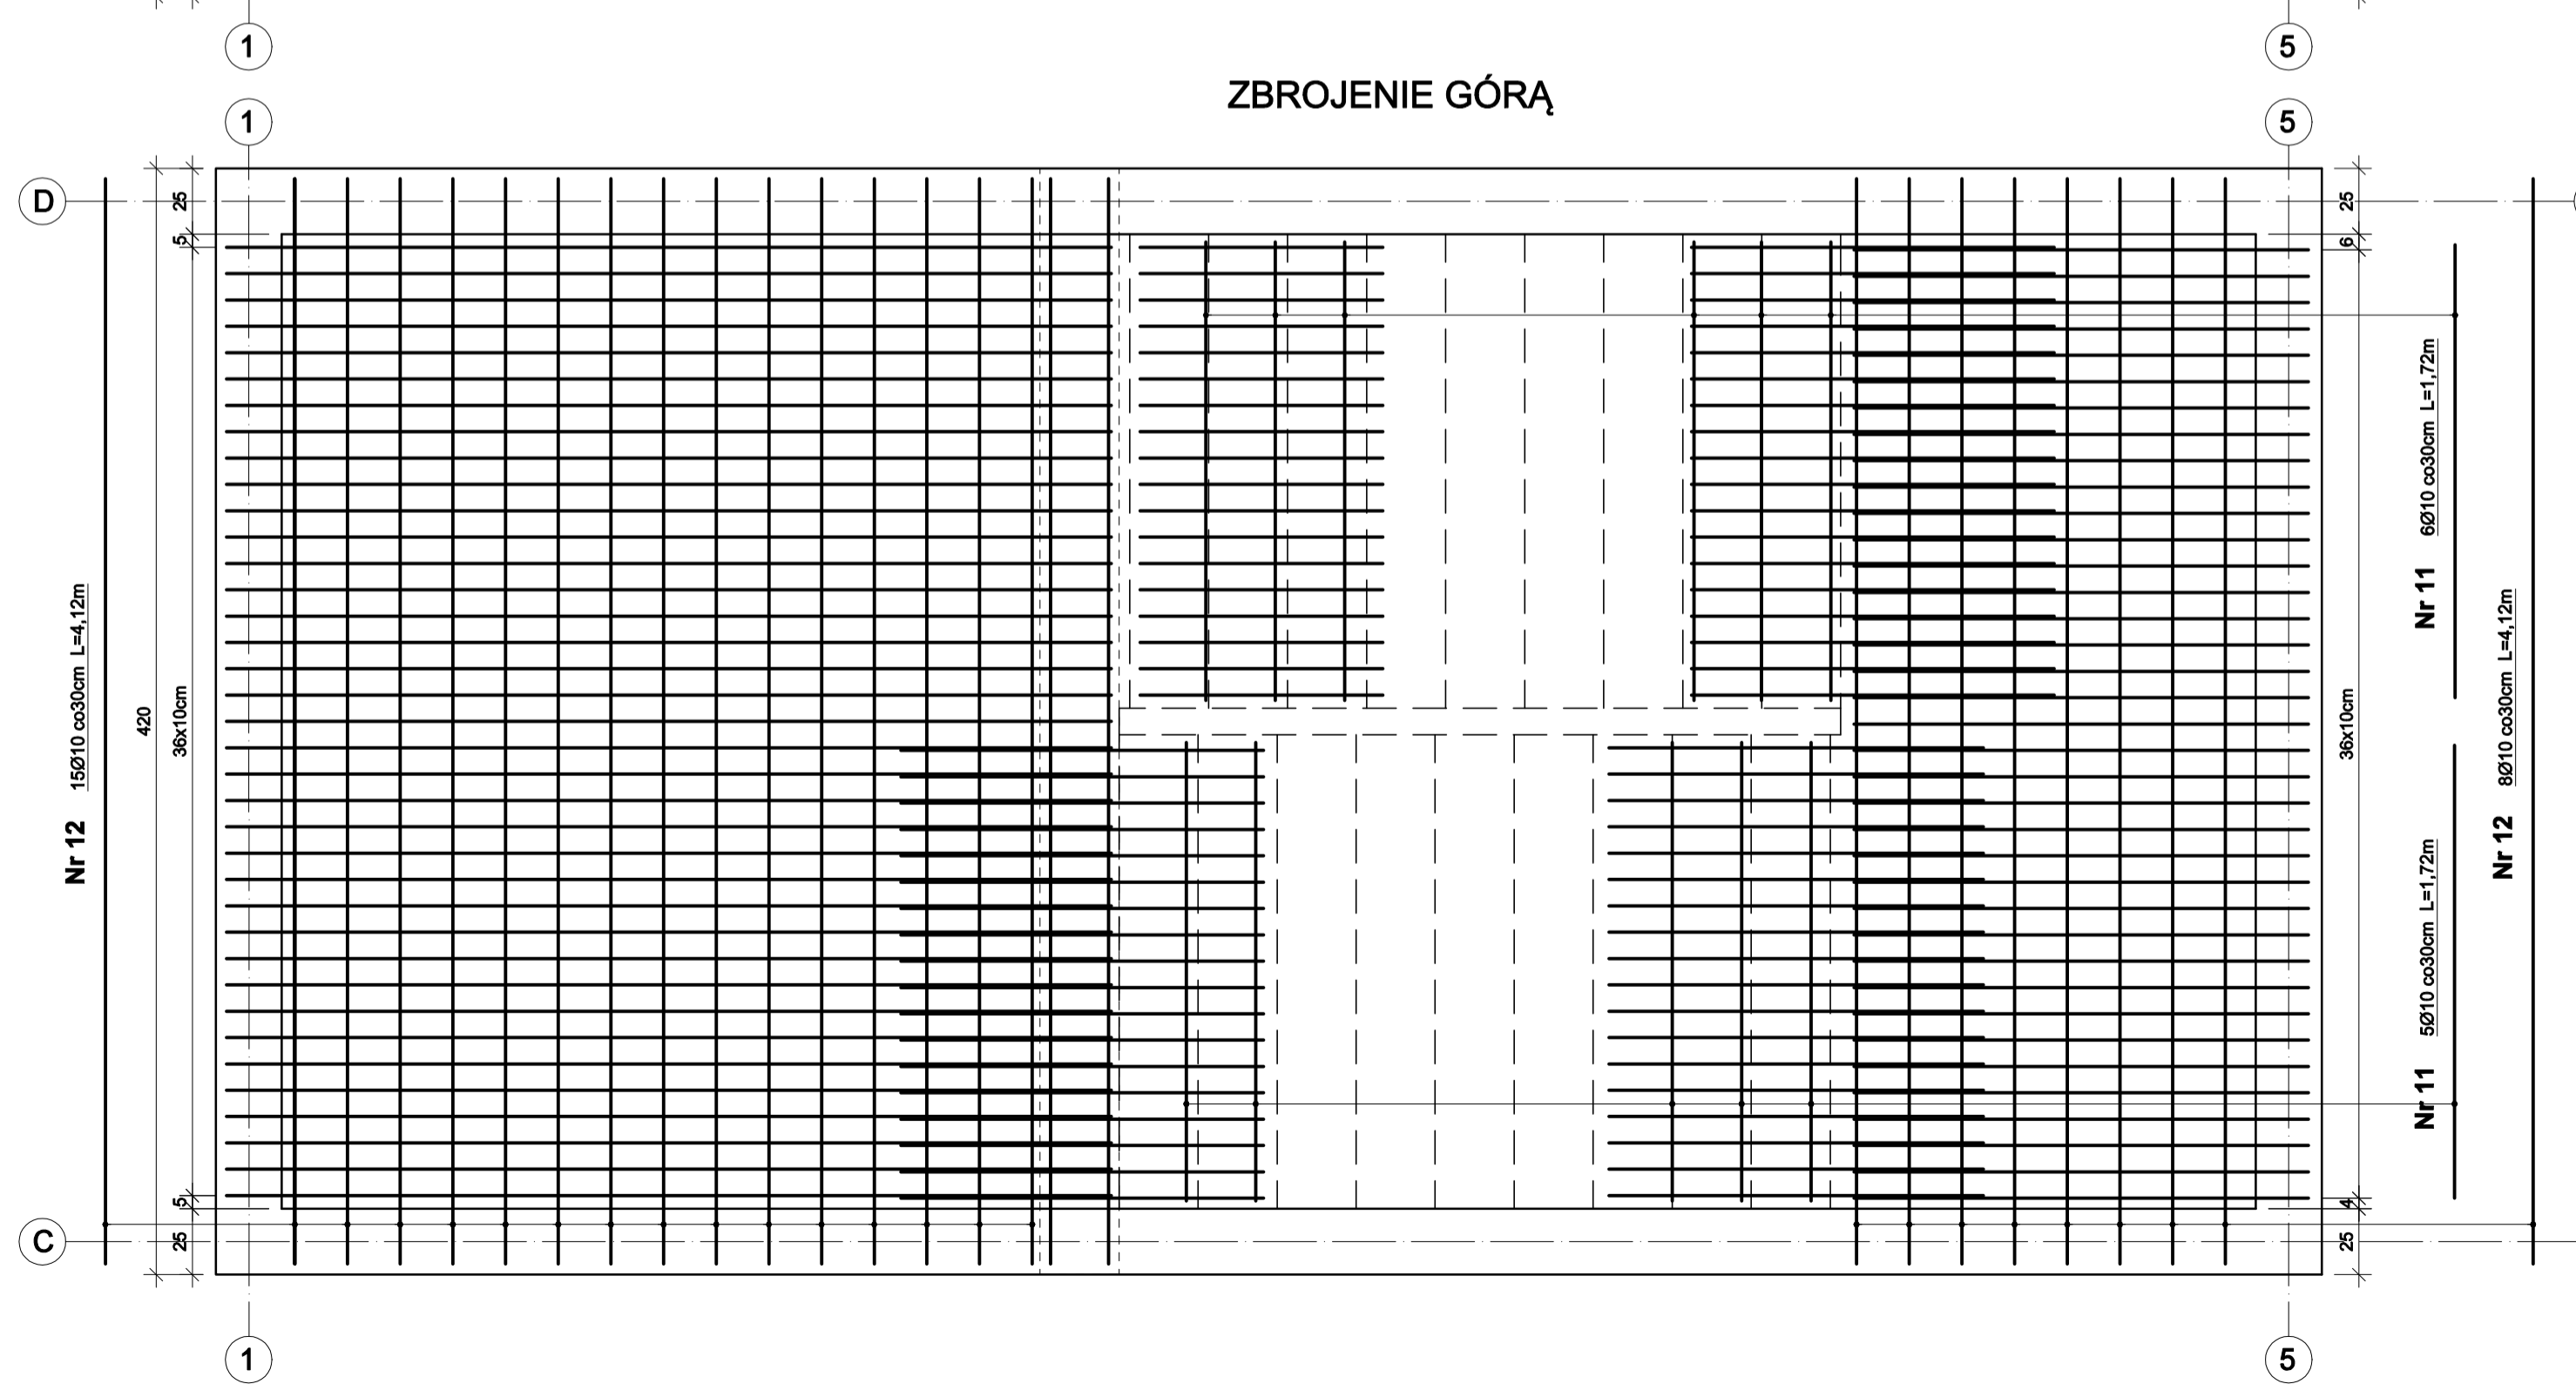 1
5
ZBROJENIE GÓRĄ
1
5
D
25
5
25
6
Nr 12 15Ø10 co30cm L=4,12m
420
36x10cm
36x10cm
Nr 11 6Ø10 co30cm L=1,72m
Nr 12 8Ø10 co30cm L=4,12m
Nr 11 5Ø10 co30cm L=1,72m
5
25
4
25
C
1
5